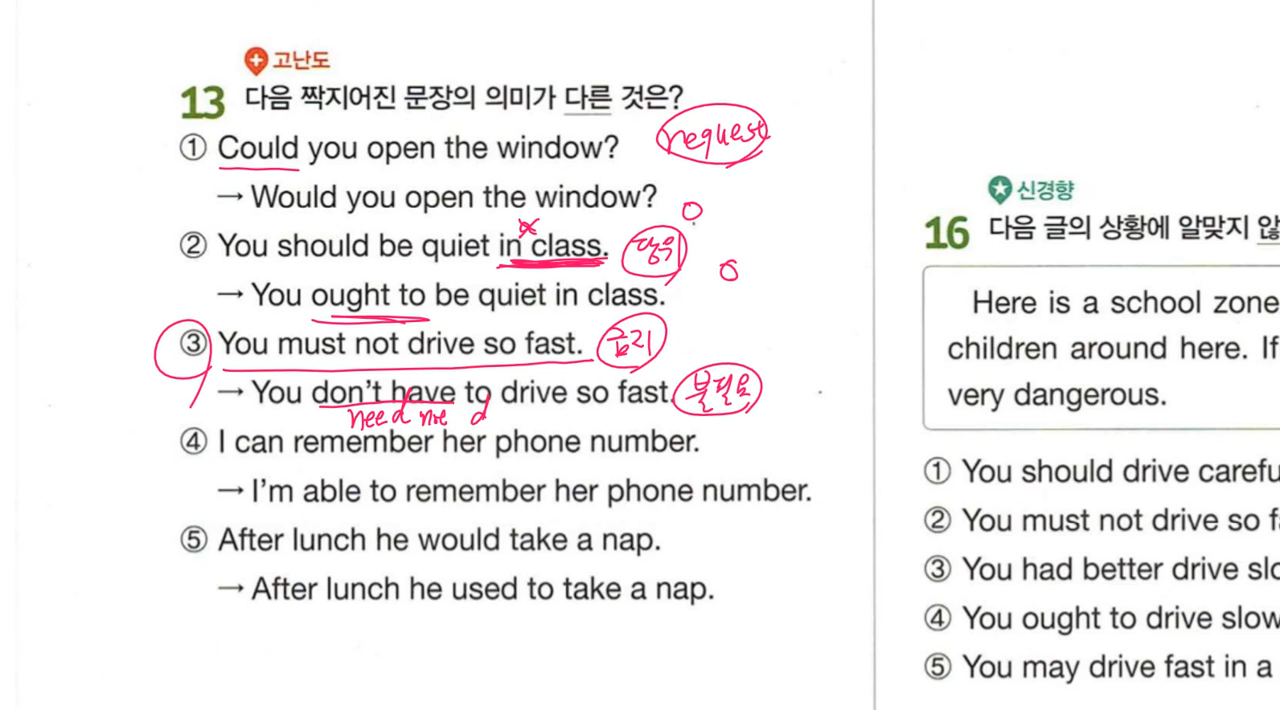 고난도
13 다음 짝지어진 문장의 의미가 다른 것은?
① Could you open the window? request
→ Would you open the window?
② You should be quiet in class.
→ You ought to be quiet in class.
③ You must not drive so fast. 금지
→ You don't have to drive so fast. 불필요
need not
④ I can remember her phone number.
→ I'm able to remember her phone number.
⑤ After lunch he would take a nap.
→ After lunch he used to take a nap.
신경향
16 다음 글의 상황에 알맞지 않
Here is a school zone
children around here. If
very dangerous.
① You should drive carefu
② You must not drive so f
③ You had better drive slo
④ You ought to drive slow
⑤ You may drive fast in a